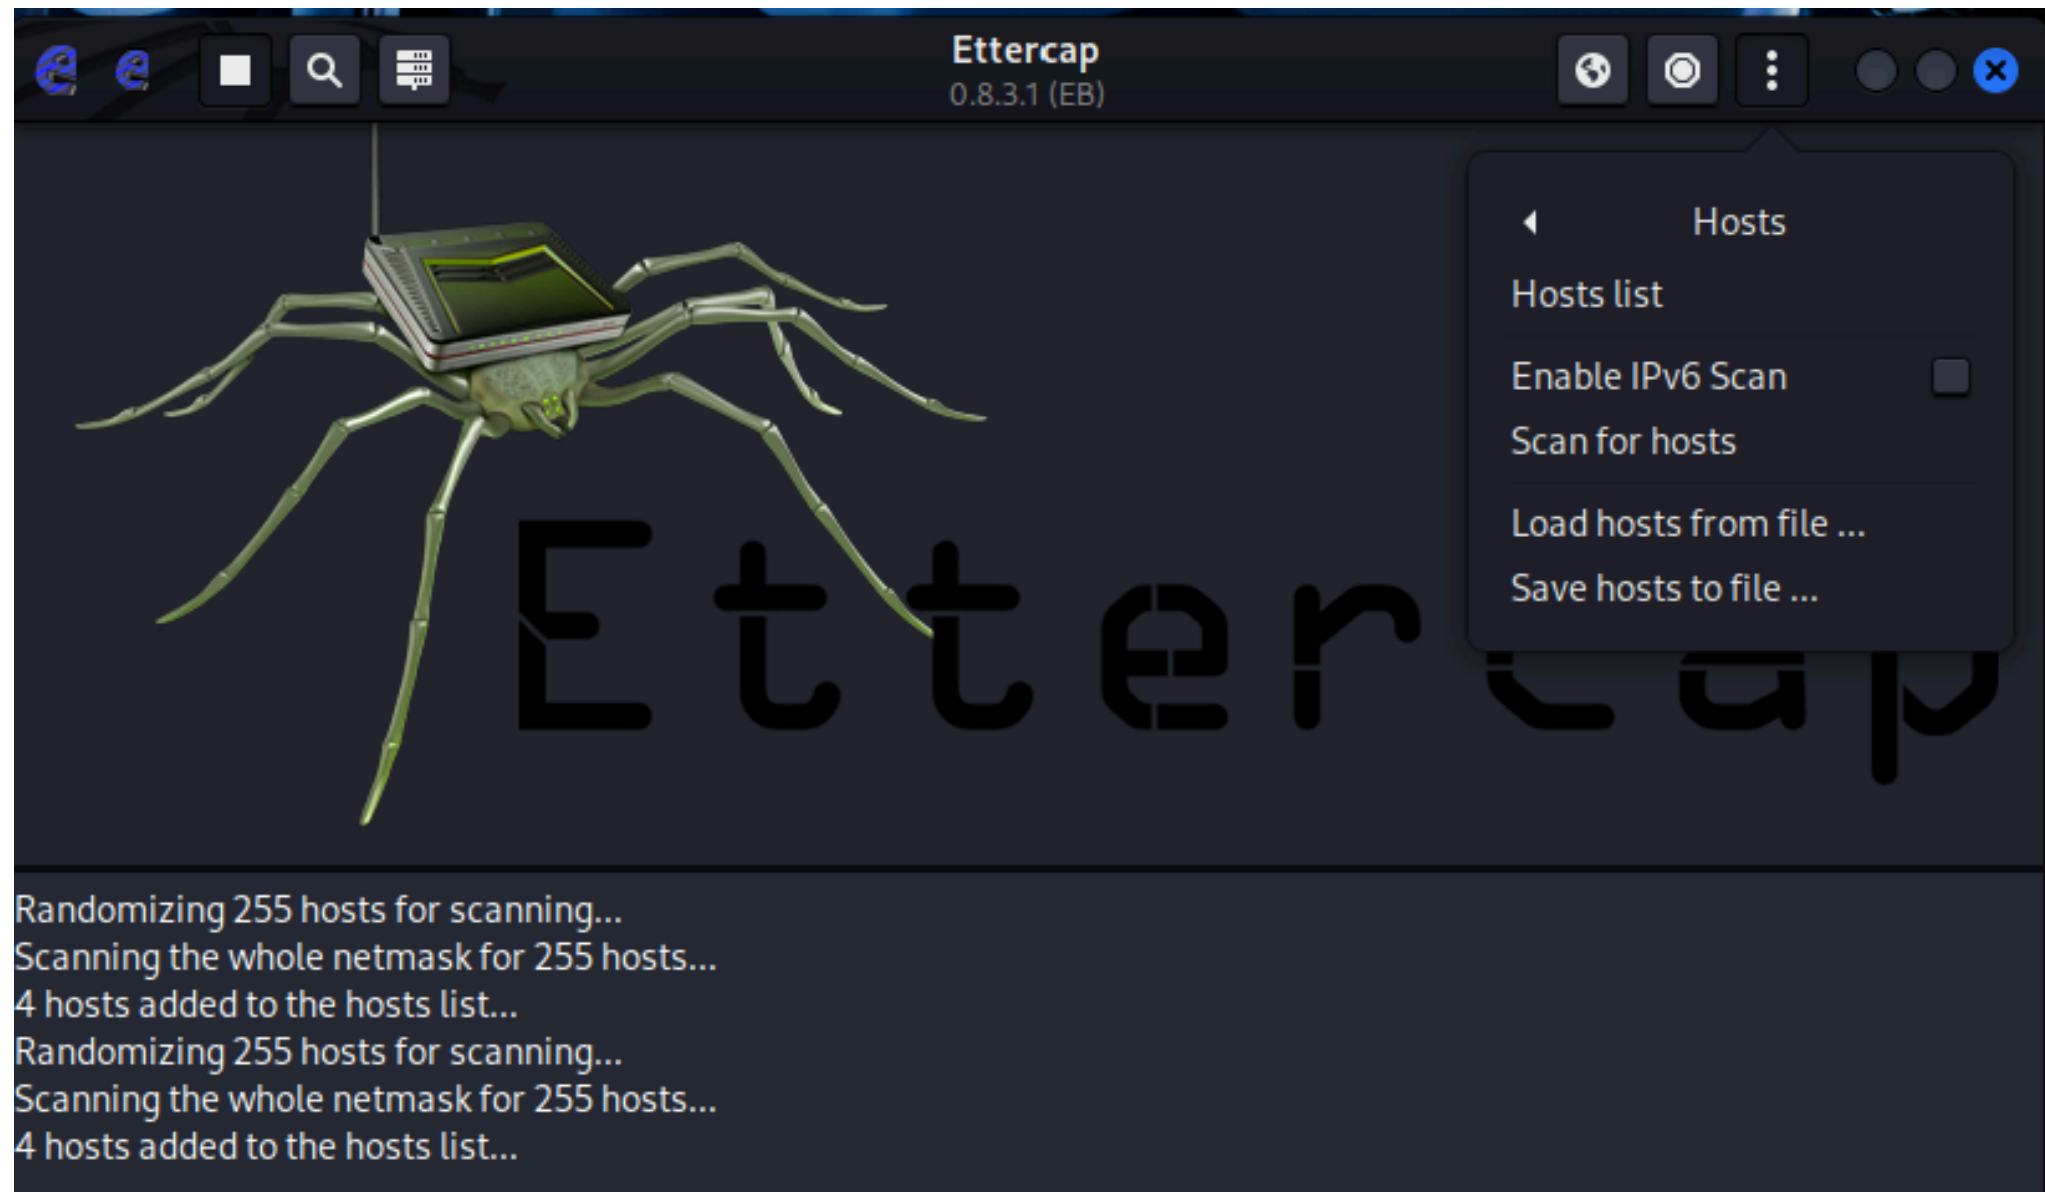 Ettercap
0.8.3.1 (EB)
Hosts
Hosts list
Enable IPv6 Scan
Scan for hosts
Load hosts from file ...
Save hosts to file ...
Ettercap
Randomizing 255 hosts for scanning...
Scanning the whole netmask for 255 hosts...
4 hosts added to the hosts list...
Randomizing 255 hosts for scanning...
Scanning the whole netmask for 255 hosts...
4 hosts added to the hosts list...